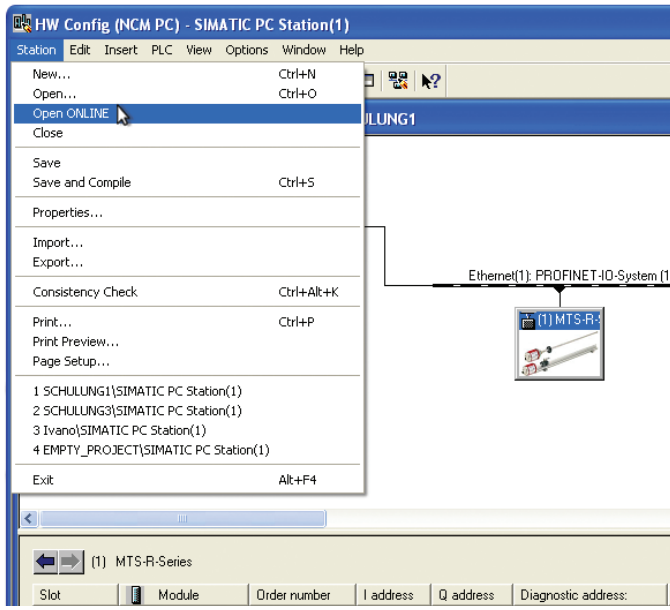 HW Config (NCM PC) - SIMATIC PC Station(1)
Station Edit Insert PLC View Options Window Help
New... Ctrl+N
Open... Ctrl+O
Open ONLINE
Close
Save
Save and Compile Ctrl+S
Properties...
Import...
Export...
Consistency Check Ctrl+Alt+K
Print... Ctrl+P
Print Preview...
Page Setup...
1 SCHULUNG1\SIMATIC PC Station(1)
2 SCHULUNG3\SIMATIC PC Station(1)
3 Ivano\SIMATIC PC Station(1)
4 EMPTY_PROJECT\SIMATIC PC Station(1)
Exit Alt+F4
ULUNG1
Ethernet(1): PROFINET-IO-System (1
(1) MTS-R-S
(1) MTS-R-Series
Slot Module Order number I address Q address Diagnostic address: